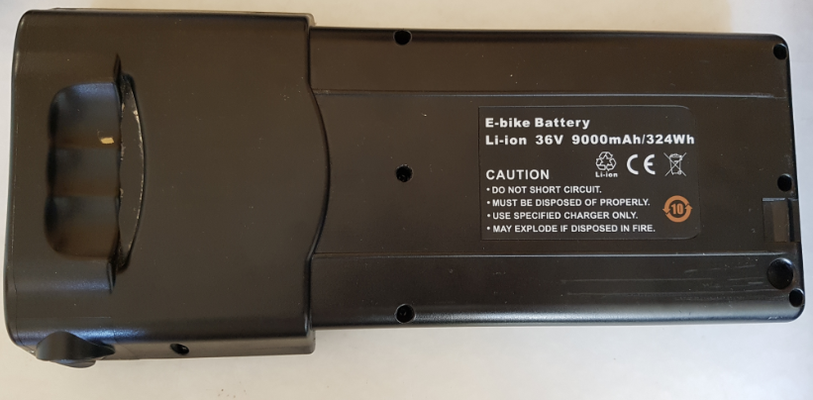 E-bike Battery
Li-ion 36V 9000mAh/324Wh
Li-ion
CE
CAUTION
• DO NOT SHORT CIRCUIT.
• MUST BE DISPOSED OF PROPERLY.
• USE SPECIFIED CHARGER ONLY.
• MAY EXPLODE IF DISPOSED IN FIRE.
10